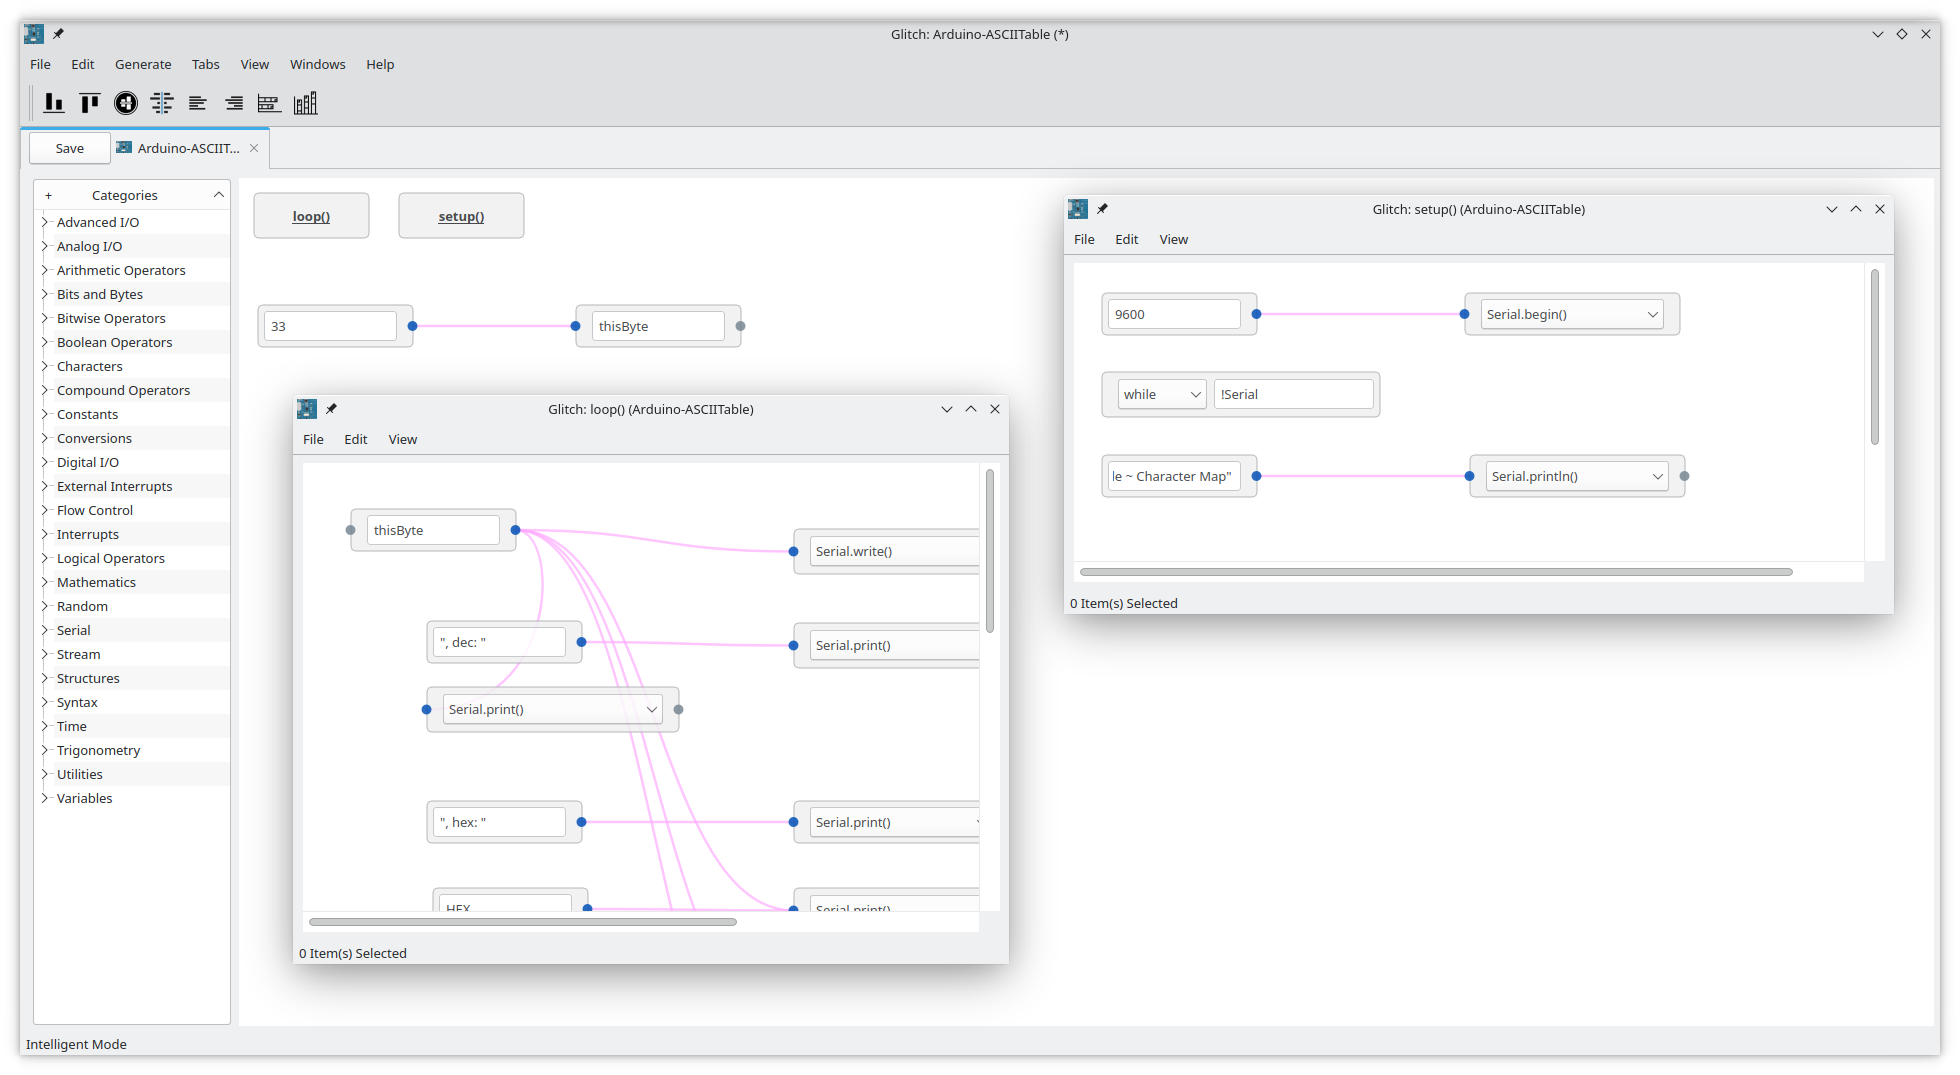 Glitch: Arduino-ASCIITable (*)
File Edit Generate Tabs View Windows Help
Save Arduino-ASCIIT...
+ Categories
Advanced I/O
Analog I/O
Arithmetic Operators
Bits and Bytes
Bitwise Operators
Boolean Operators
Characters
Compound Operators
Constants
Conversions
Digital I/O
External Interrupts
Flow Control
Interrupts
Logical Operators
Mathematics
Random
Serial
Stream
Structures
Syntax
Time
Trigonometry
Utilities
Variables
loop() setup()
33 thisByte
Glitch: loop() (Arduino-ASCIITable)
File Edit View
thisByte
Serial.write()
", dec: " Serial.print()
Serial.print()
", hex: " Serial.print()
HEX Serial.print()
0 Item(s) Selected
Glitch: setup() (Arduino-ASCIITable)
File Edit View
9600 Serial.begin()
while !Serial
le ~ Character Map" Serial.println()
0 Item(s) Selected
Intelligent Mode